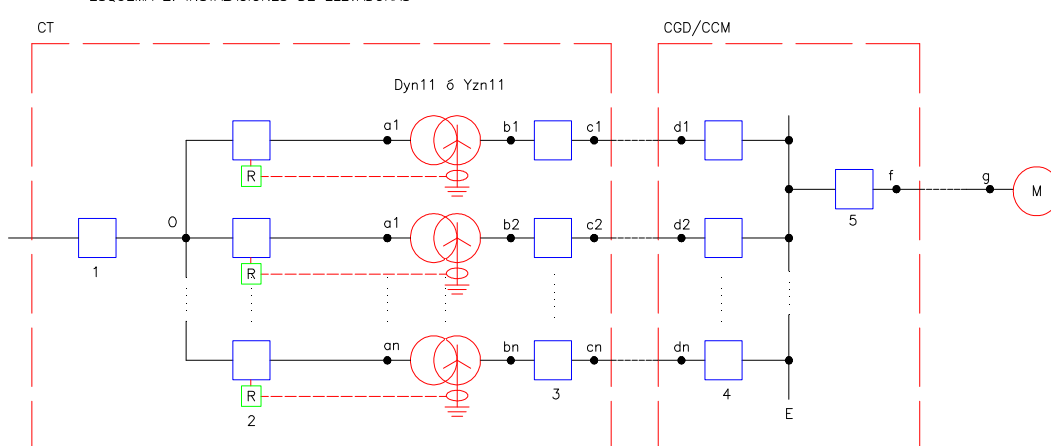 CT
CGD/CCM
Dyn11 ó Yzn11
a1
b1
c1
d1
R
f
g
M
5
O
1
a1
b2
c2
d2
R
an
bn
cn
dn
R
2
3
4
E